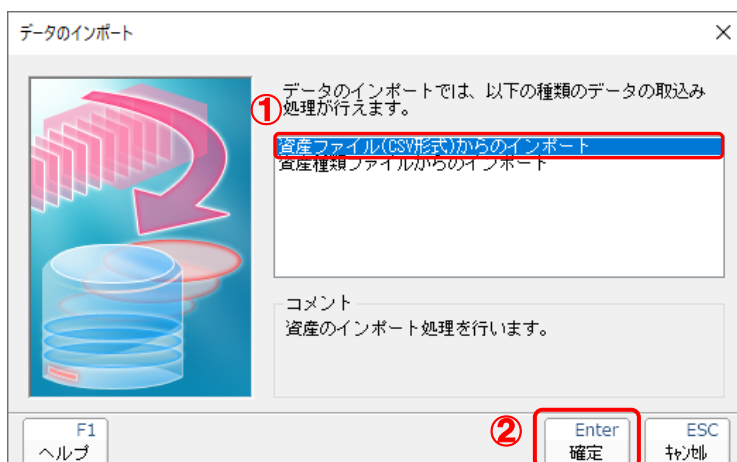 データのインポート
①
データのインポートでは、以下の種類のデータの取込み
処理が行えます。
資産ファイル(CSV形式)からのインポート
資産種類ファイルからのインポート
コメント
資産のインポート処理を行います。
F1
ヘルプ
②
Enter
確定
ESC
ｷｬﾝｾﾙ